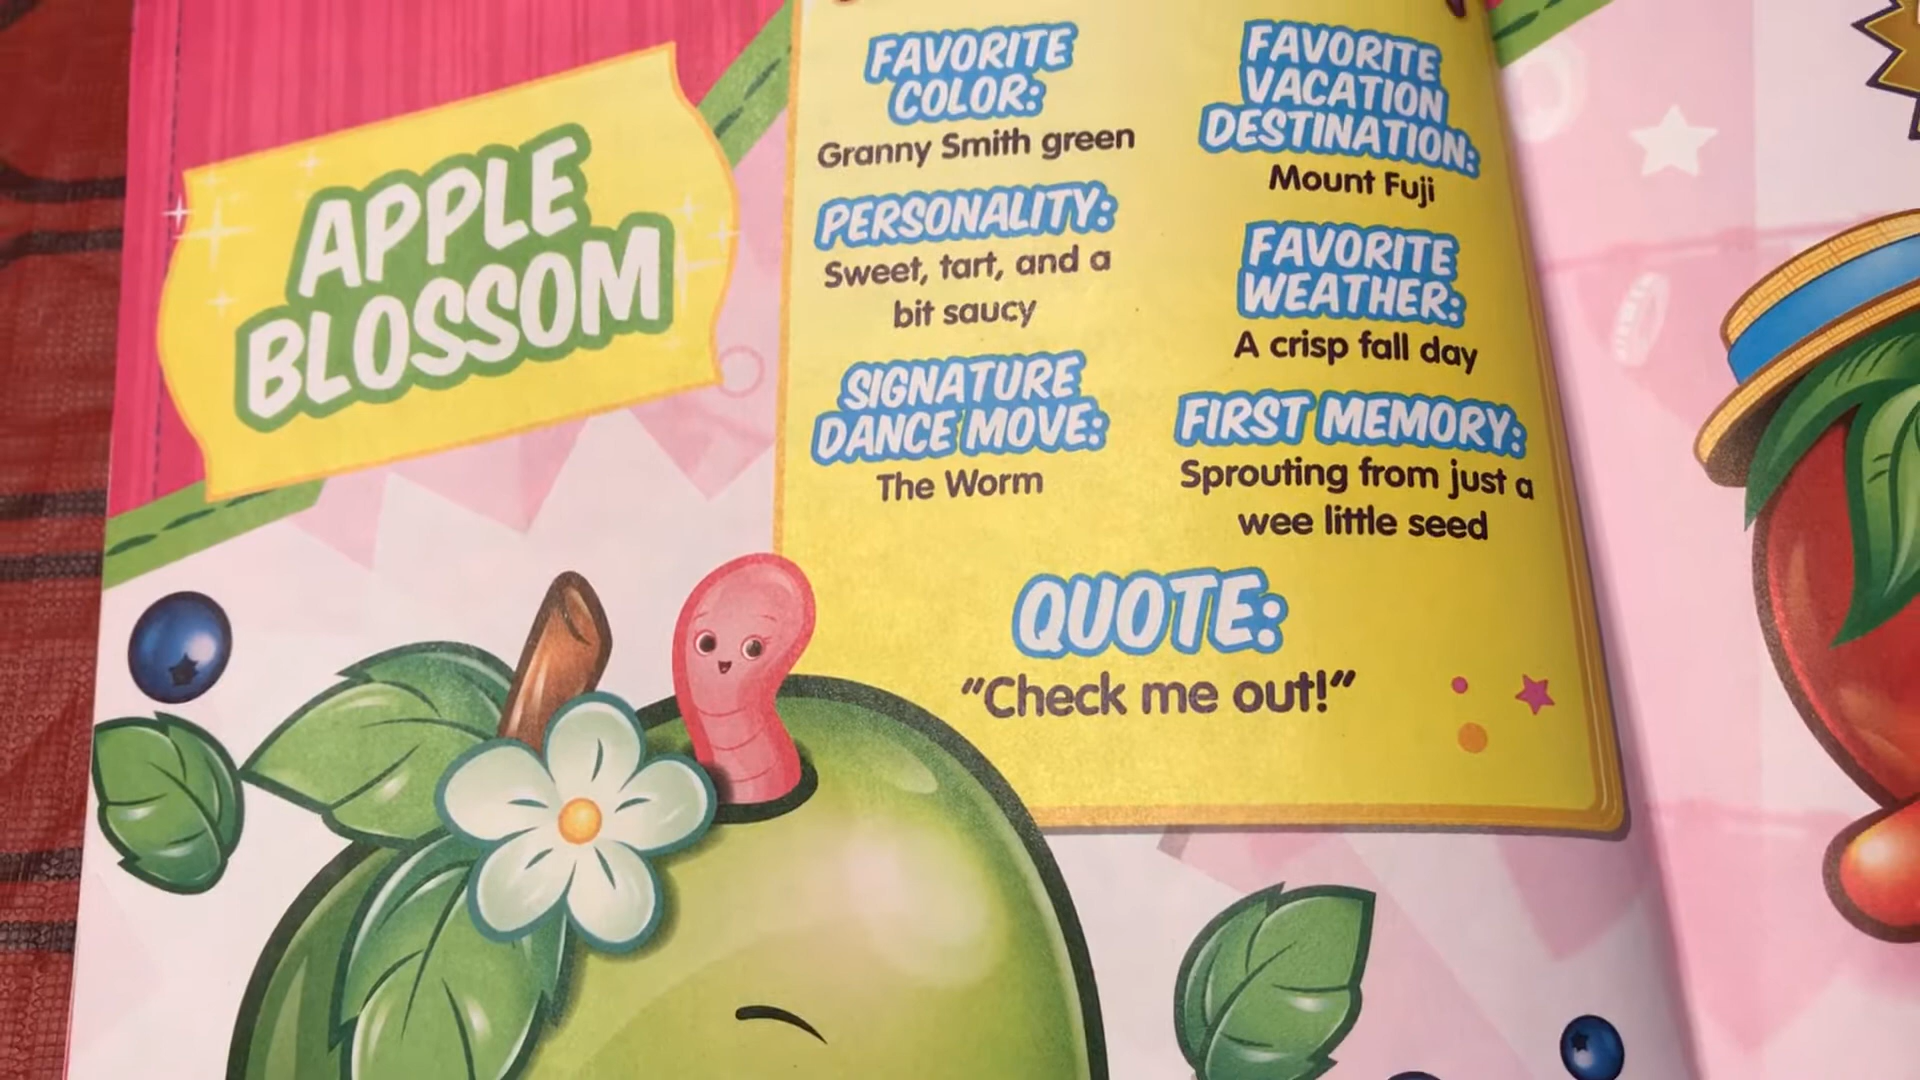 APPLE
BLOSSOM
FAVORITE
COLOR:
Granny Smith green
PERSONALITY:
Sweet, tart, and a
bit saucy
SIGNATURE
DANCE MOVE:
The Worm
FAVORITE
VACATION
DESTINATION:
Mount Fuji
FAVORITE
WEATHER:
A crisp fall day
FIRST MEMORY:
Sprouting from just a
wee little seed
QUOTE:
"Check me out!"